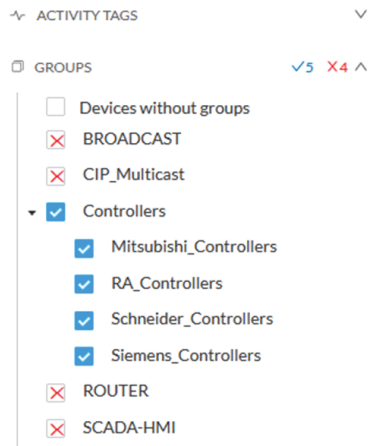 ACTIVITY TAGS
GROUPS 5 4
Devices without groups
BROADCAST
CIP_Multicast
Controllers
Mitsubishi_Controllers
RA_Controllers
Schneider_Controllers
Siemens_Controllers
ROUTER
SCADA-HMI